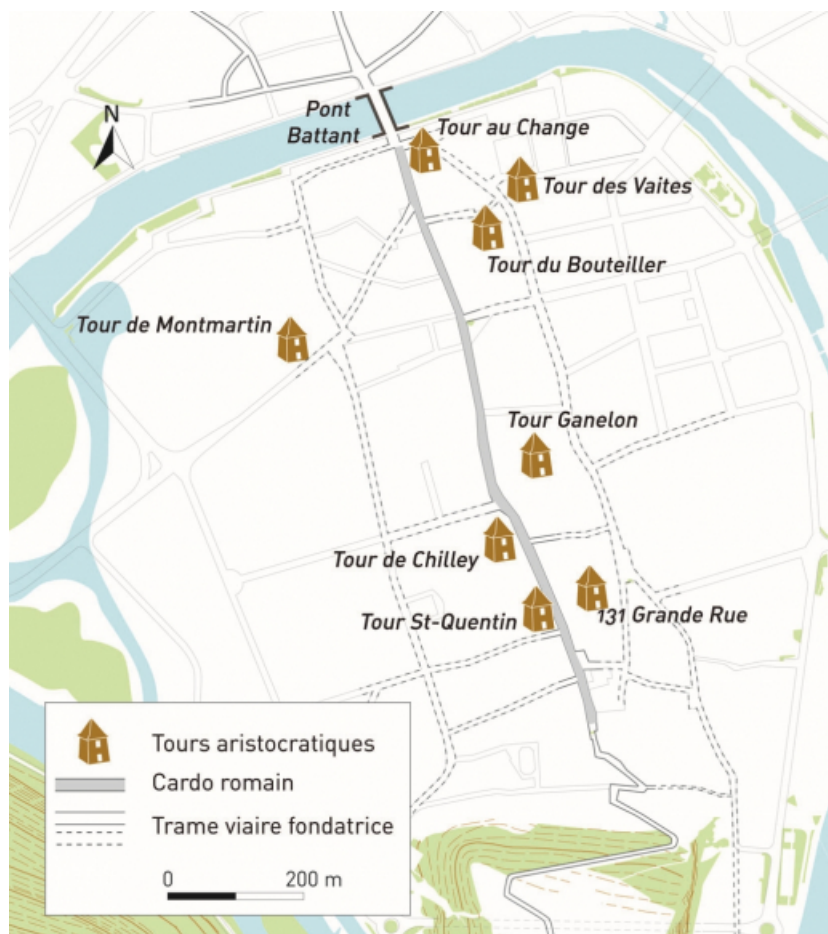 N
Pont
Battant
Tour au Change
Tour des Vaites
Tour du Bouteiller
Tour de Montmartin
Tour Ganelon
Tour de Chilley
Tour St-Quentin
131 Grande Rue
Tours aristocratiques
Cardo romain
Trame viaire fondatrice
0 200 m